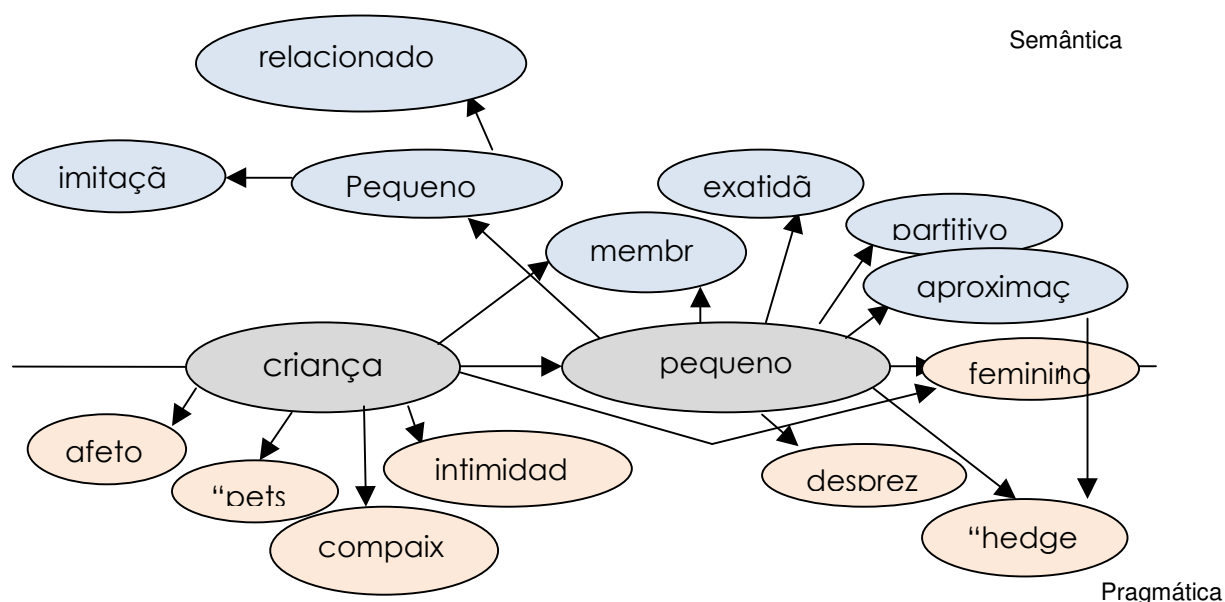 Semântica
relacionado
imitaçã
Pequeno
exatidã
partitivo
membr
aproximaç
criança
pequeno
feminino
afeto
“pets
intimidad
desprez
compaix
“hedge
Pragmática